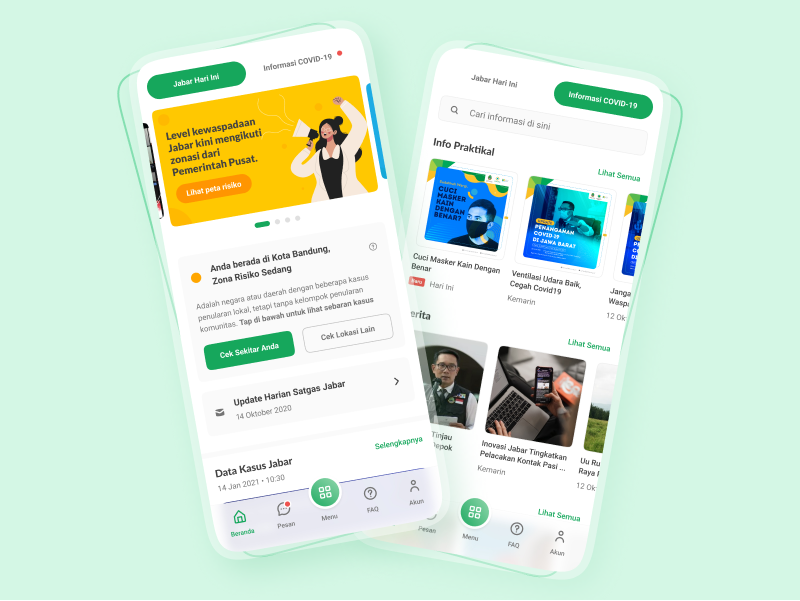 Jabar Hari Ini
Informasi COVID-19
Level kewaspadaan
Jabar kini mengikuti
zonasi dari
Pemerintah Pusat.
Lihat peta risiko
Anda berada di Kota Bandung,
Zona Risiko Sedang
Adalah negara atau daerah dengan beberapa kasus
penularan lokal, tetapi tanpa kelompok penularan
komunitas. Tap di bawah untuk lihat sebaran kasus
Cek Sekitar Anda
Cek Lokasi Lain
Update Harian Satgas Jabar
14 Oktober 2020
Data Kasus Jabar
Selengkapnya
14 Jan 2021 • 10:30
Beranda
Pesan
Menu
FAQ
Akun
Jabar Hari Ini
Informasi COVID-19
Cari informasi di sini
Info Praktikal
Lihat Semua
CUCI
MASKER
KAIN
DENGAN
BENAR?
Cuci Masker Kain Dengan
Benar
Baru
Hari Ini
PENANGANAN
COVID-19
DI JAWA BARAT
Ventilasi Udara Baik,
Cegah Covid19
Kemarin
Janga
Wasp
12 Ok
erita
Lihat Semua
Tinjau
epok
Inovasi Jabar Tingkatkan
Pelacakan Kontak Pasi ...
Kemarin
Uu Ru
Raya I
12 Ok
Lihat Semua
Pesan
Menu
FAQ
Akun